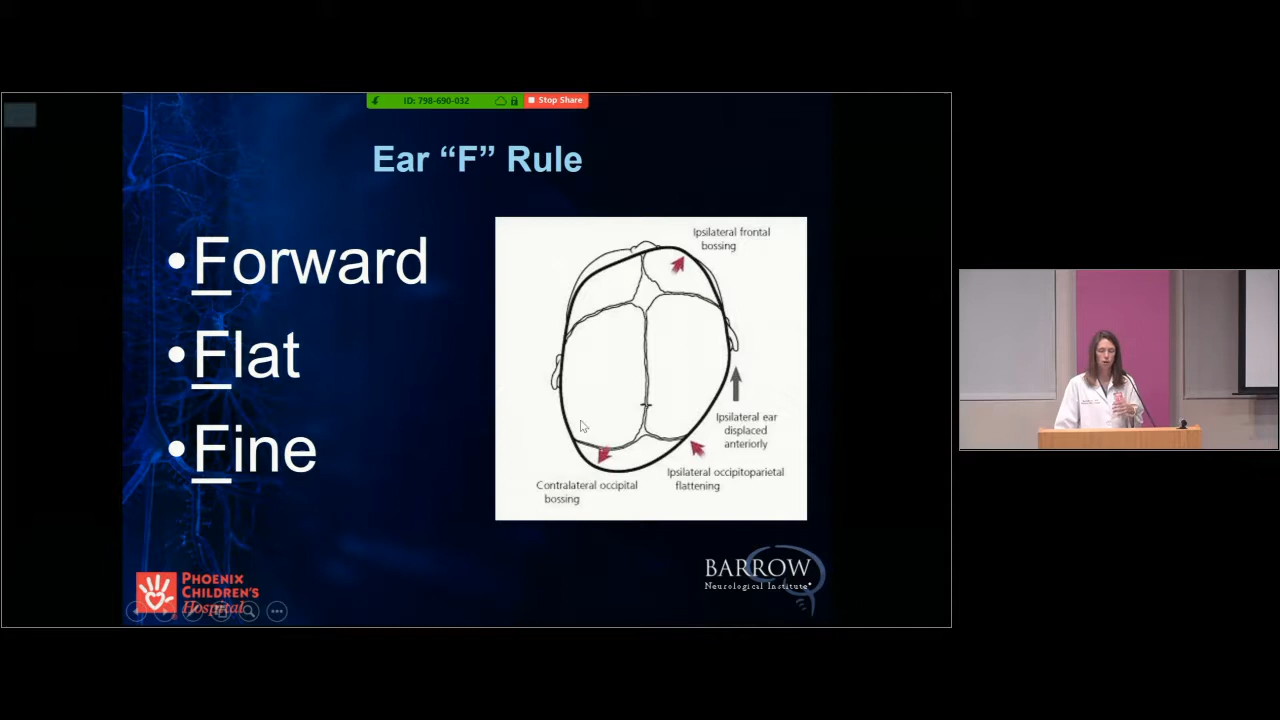 ID: 798-690-032
Stop Share
Ear “F” Rule
•Forward
•Flat
•Fine
Ipsilateral frontal
bossing
Ipsilateral ear
displaced
anteriorly
Ipsilateral occipitoparietal
flattening
Contralateral occipital
bossing
PHOENIX
CHILDREN'S
Hospital
BARROW
Neurological Institute®